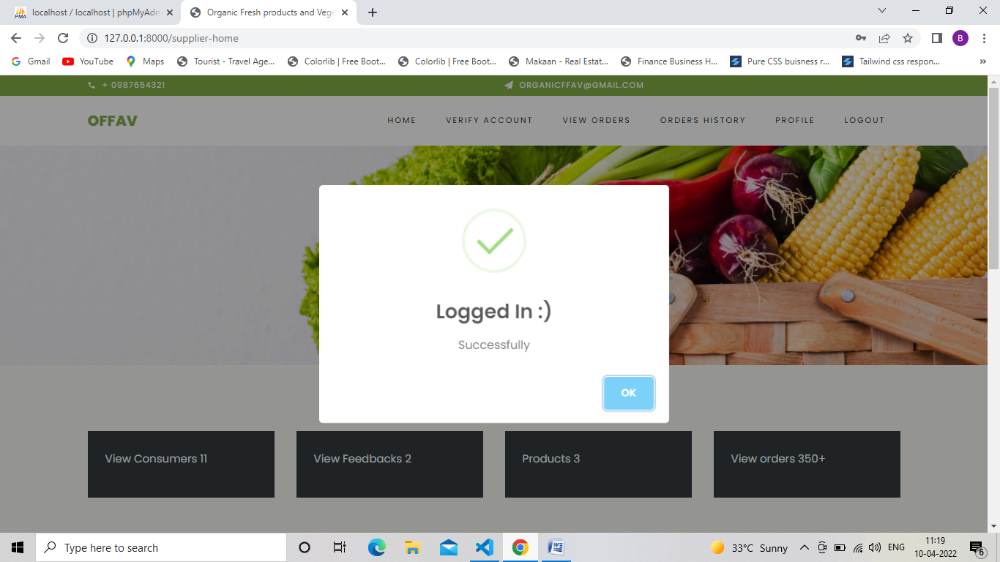 localhost / localhost | phpMyAdm
Organic Fresh products and Vege
127.0.0.1:8000/supplier-home
B
Gmail
YouTube
Maps
Tourist - Travel Age...
Colorlib | Free Boot...
Colorlib | Free Boot...
Makaan - Real Estat...
Finance Business H...
Pure CSS buisness r...
Tailwind css respon...
»
+ 0987654321
ORGANICFFAV@GMAIL.COM
OFFAV
HOME
VERIFY ACCOUNT
VIEW ORDERS
ORDERS HISTORY
PROFILE
LOGOUT
Logged In :)
Successfully
OK
View Consumers 11
View Feedbacks 2
Products 3
View orders 350+
Type here to search
33°C Sunny
ENG
11:19
10-04-2022
6